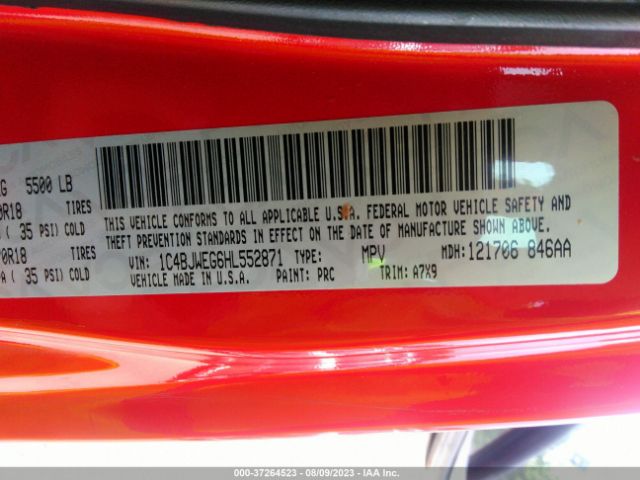 G 5500 LB
0R18 TIRES
( 35 PSI) COLD
70R18 TIRES
A ( 35 PSI) COLD
THIS VEHICLE CONFORMS TO ALL APPLICABLE U.S.A. FEDERAL MOTOR VEHICLE SAFETY AND
THEFT PREVENTION STANDARDS IN EFFECT ON THE DATE OF MANUFACTURE SHOWN ABOVE.
VIN: 1C4BJWEG6HL552871 TYPE: MPV MDH: 121706 846AA
VEHICLE MADE IN U.S.A. PAINT: PRC TRIM: A7X9
000-37264523 - 08/09/2023 - IAA Inc.